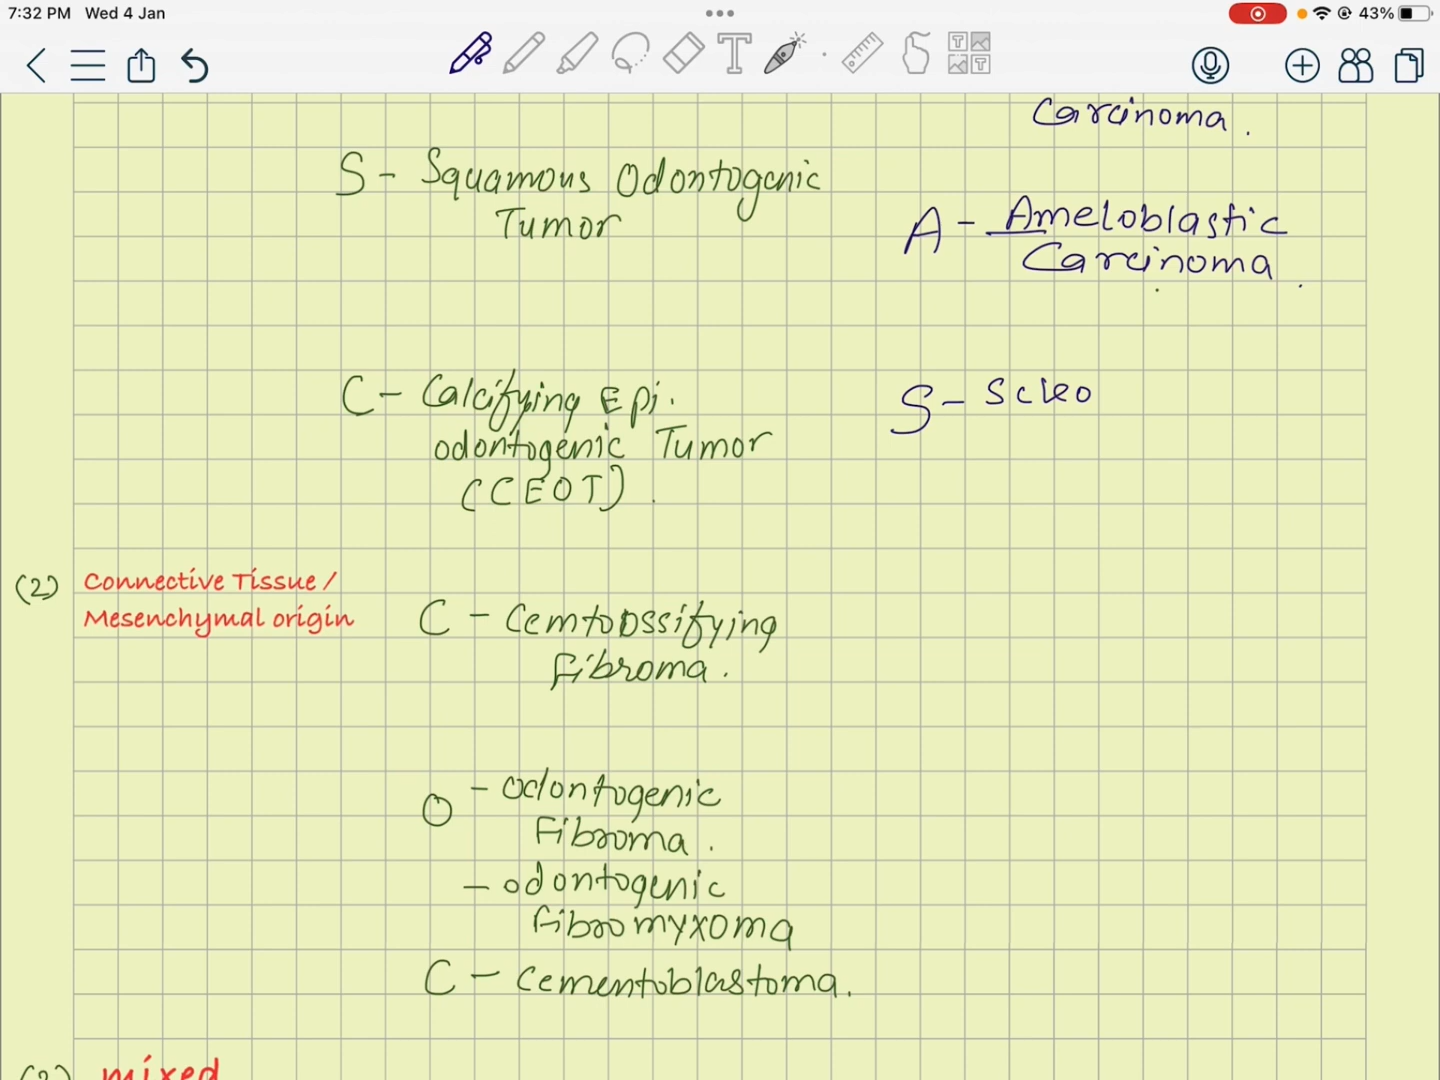 7:32 PM Wed 4 Jan
43%
Carcinoma.
S - Squamous Odontogenic
Tumor
A - Ameloblastic
Carcinoma.
C - Calcifying Epi.
odontogenic Tumor
(CEOT).
S - Scleo
(2) Connective Tissue /
Mesenchymal origin
C - Cemtoossifying
Fibroma.
O - Odontogenic
Fibroma.
- odontogenic
fibromyxoma
C - Cementoblastoma.
(3) mixed